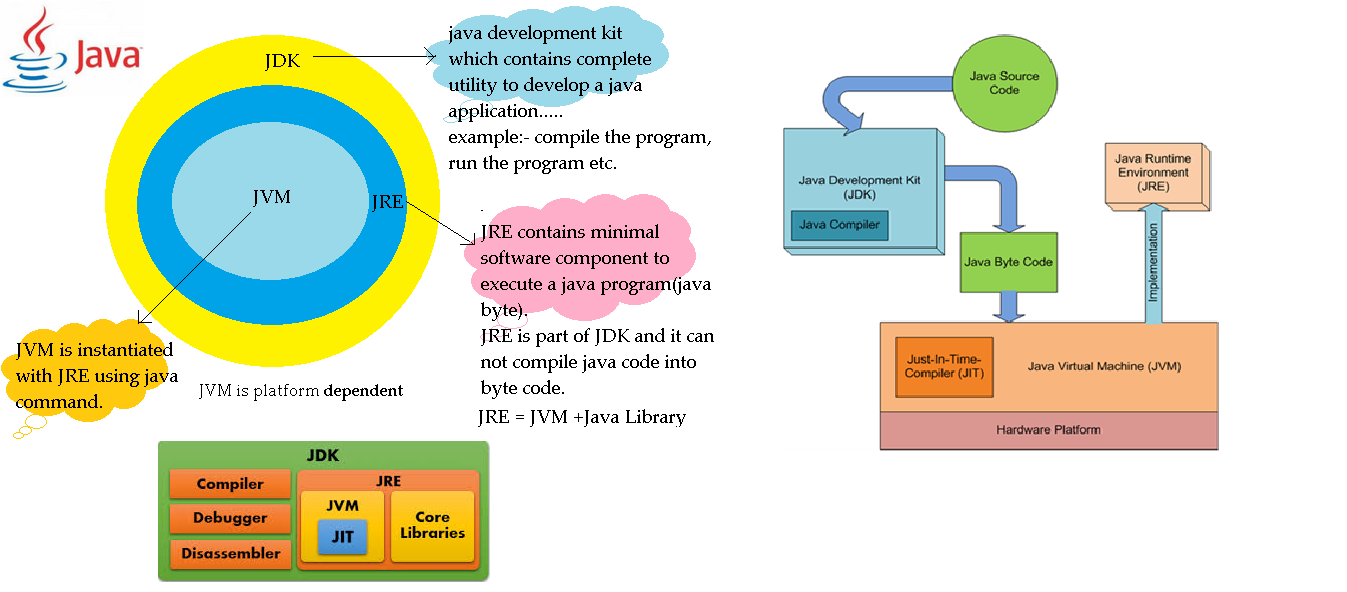 Java
JDK
java development kit
which contains complete
utility to develop a java
application.....
example:- compile the program,
run the program etc.
JVM
JRE
JRE contains minimal
software component to
execute a java program(java
byte).
JRE is part of JDK and it can
not compile java code into
byte code.
JRE = JVM +Java Library
JVM is instantiated
with JRE using java
command.
JVM is platform dependent
JDK
Compiler
Debugger
Disassembler
JRE
JVM
JIT
Core
Libraries
Java Source
Code
Java Development Kit
(JDK)
Java Compiler
Java Byte Code
Java Runtime
Environment
(JRE)
Implementation
Just-In-Time-
Compiler (JIT)
Java Virtual Machine (JVM)
Hardware Platform